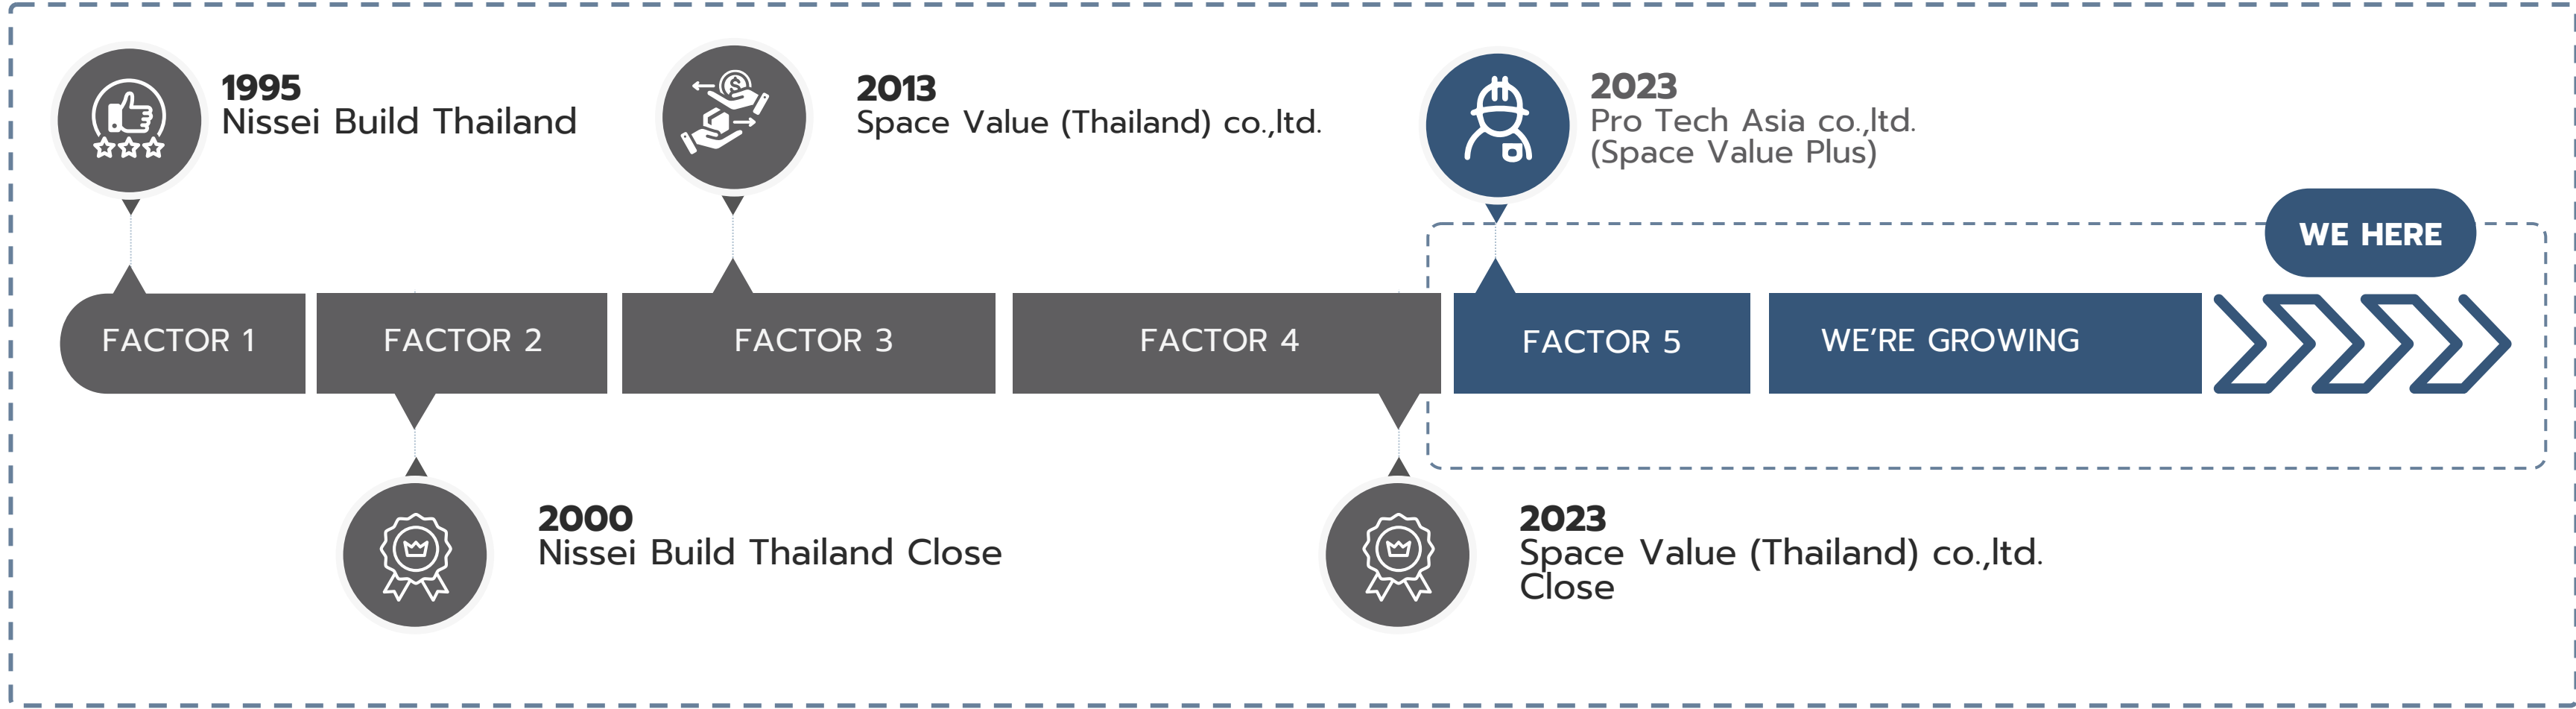 1995
Nissei Build Thailand
2013
Space Value (Thailand) co.,ltd.
2023
Pro Tech Asia co.,ltd.
(Space Value Plus)
WE HERE
FACTOR 1
FACTOR 2
FACTOR 3
FACTOR 4
FACTOR 5
WE’RE GROWING
2000
Nissei Build Thailand Close
2023
Space Value (Thailand) co.,ltd.
Close